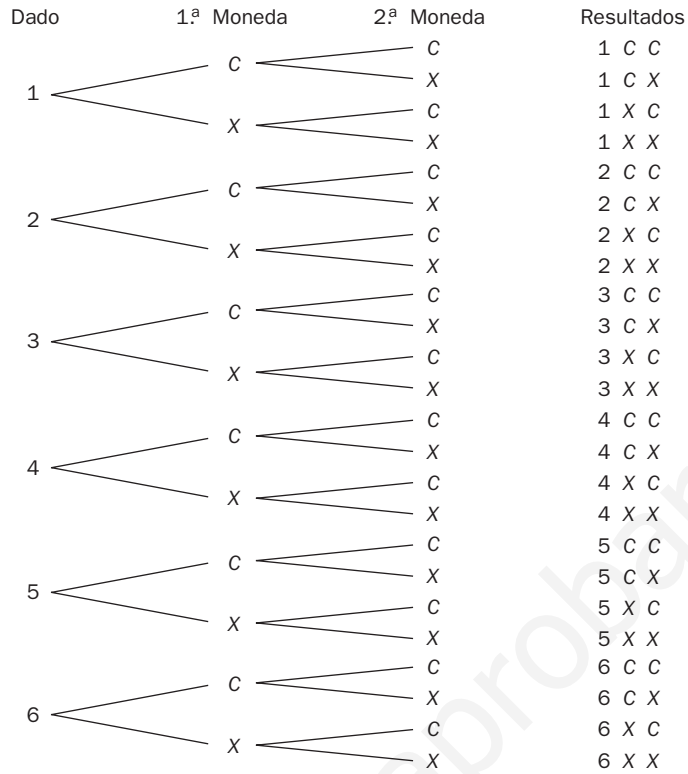 Dado 1.ª Moneda 2.ª Moneda Resultados
C 1 C C
C
X 1 C X
1
C 1 X C
X
X 1 X X
C 2 C C
C
X 2 C X
2
C 2 X C
X
X 2 X X
C 3 C C
C
X 3 C X
3
C 3 X C
X
X 3 X X
C 4 C C
C
X 4 C X
4
C 4 X C
X
X 4 X X
C 5 C C
C
X 5 C X
5
C 5 X C
X
X 5 X X
C 6 C C
C
X 6 C X
6
C 6 X C
X
X 6 X X